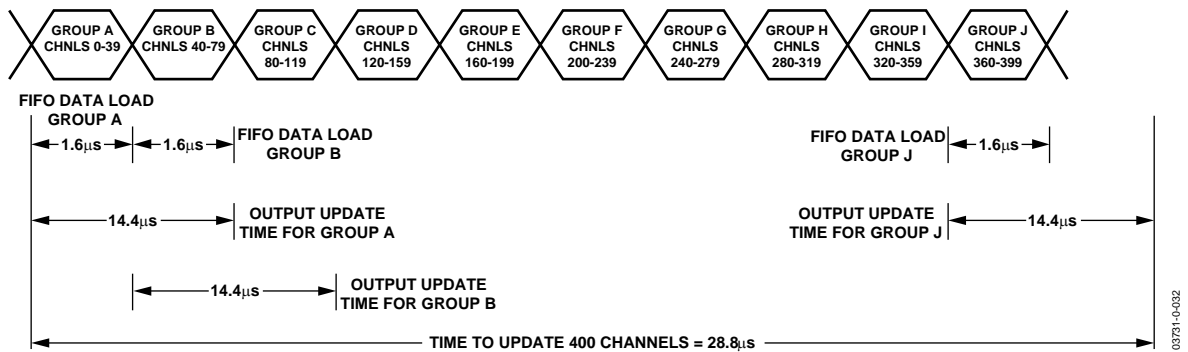 GROUP A
CHNLS 0-39
GROUP B
CHNLS 40-79
GROUP C
CHNLS
80-119
GROUP D
CHNLS
120-159
GROUP E
CHNLS
160-199
GROUP F
CHNLS
200-239
GROUP G
CHNLS
240-279
GROUP H
CHNLS
280-319
GROUP I
CHNLS
320-359
GROUP J
CHNLS
360-399
FIFO DATA LOAD
GROUP A
1.6μs
1.6μs
FIFO DATA LOAD
GROUP B
FIFO DATA LOAD
GROUP J
1.6μs
14.4μs
OUTPUT UPDATE
TIME FOR GROUP A
OUTPUT UPDATE
TIME FOR GROUP J
14.4μs
14.4μs
OUTPUT UPDATE
TIME FOR GROUP B
TIME TO UPDATE 400 CHANNELS = 28.8μs
03731-0-032